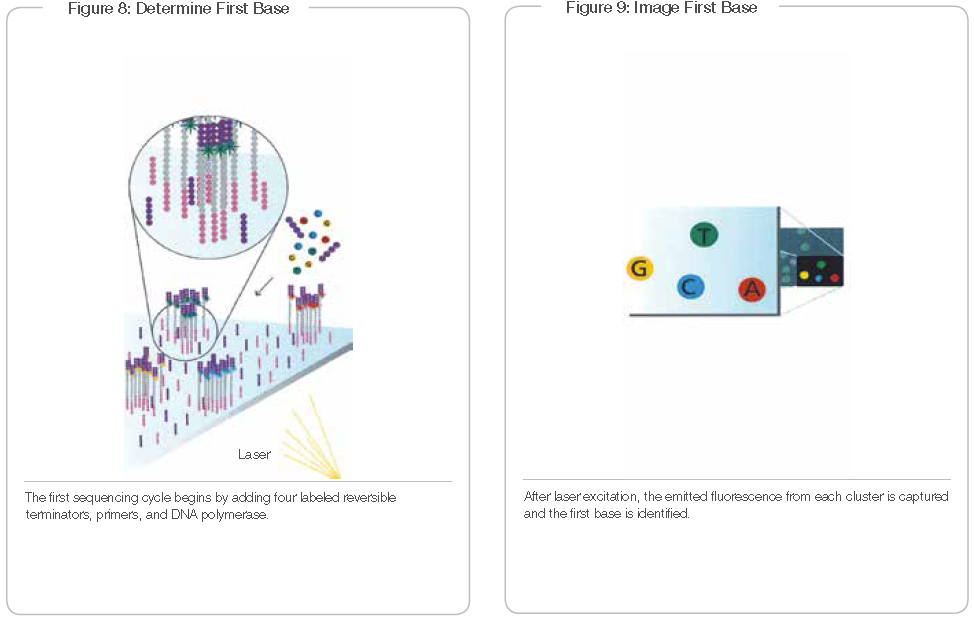 Figure 8: Determine First Base
Laser
The first sequencing cycle begins by adding four labeled reversible
terminators, primers, and DNA polymerase.
Figure 9: Image First Base
T
G
C
A
After laser excitation, the emitted fluorescence from each cluster is captured
and the first base is identified.